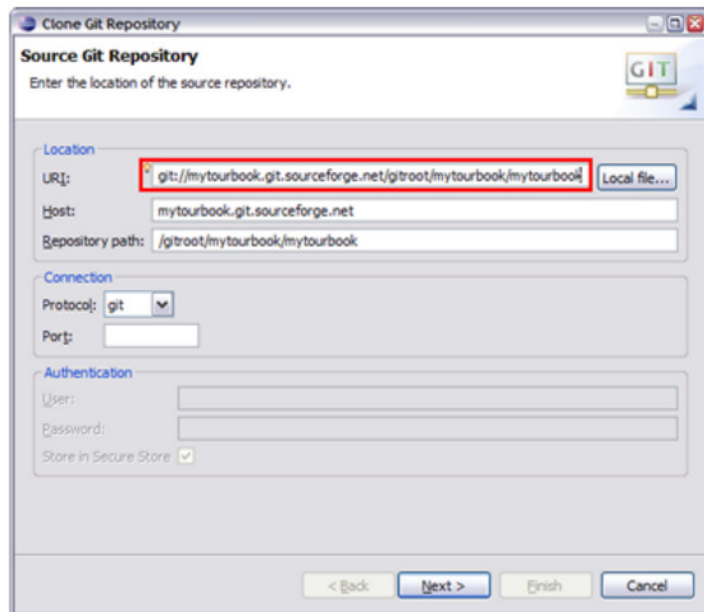 Clone Git Repository
Source Git Repository
Enter the location of the source repository.
GIT
Location
URI: git://mytourbook.git.sourceforge.net/gitroot/mytourbook/mytourbook Local file...
Host: mytourbook.git.sourceforge.net
Repository path: /gitroot/mytourbook/mytourbook
Connection
Protocol: git
Port:
Authentication
User:
Password:
Store in Secure Store
< Back Next > Finish Cancel